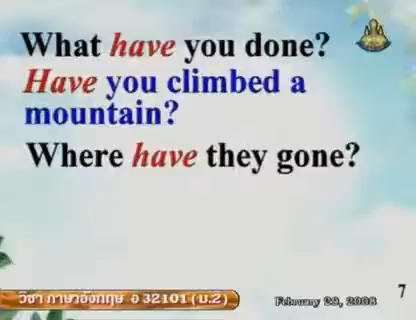 What have you done?
Have you climbed a
mountain?
Where have they gone?
วิชา ภาษาอังกฤษ อ 32101 (ม.2)
February 20, 2008
7